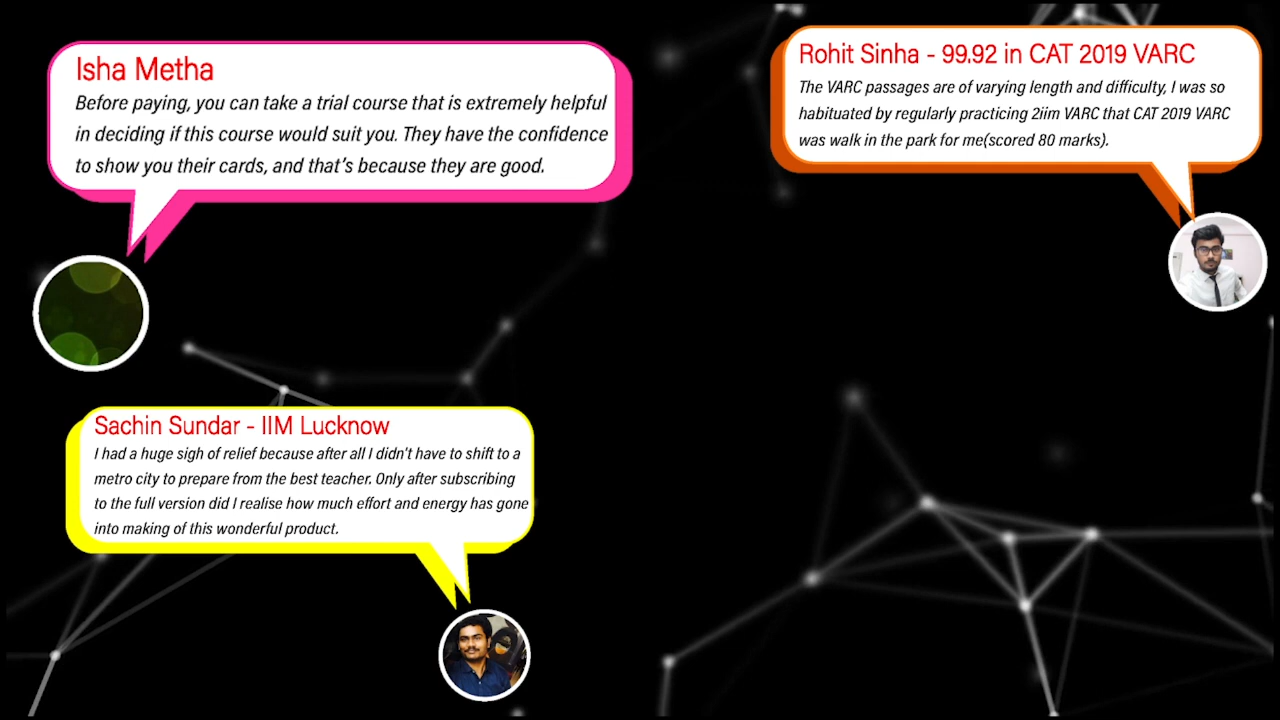 Isha Metha
Before paying, you can take a trial course that is extremely helpful
in deciding if this course would suit you. They have the confidence
to show you their cards, and that's because they are good.
Rohit Sinha - 99.92 in CAT 2019 VARC
The VARC passages are of varying length and difficulty, I was so
habituated by regularly practicing 2iim VARC that CAT 2019 VARC
was walk in the park for me(scored 80 marks).
Sachin Sundar - IIM Lucknow
I had a huge sigh of relief because after all I didn't have to shift to a
metro city to prepare from the best teacher. Only after subscribing
to the full version did I realise how much effort and energy has gone
into making of this wonderful product.